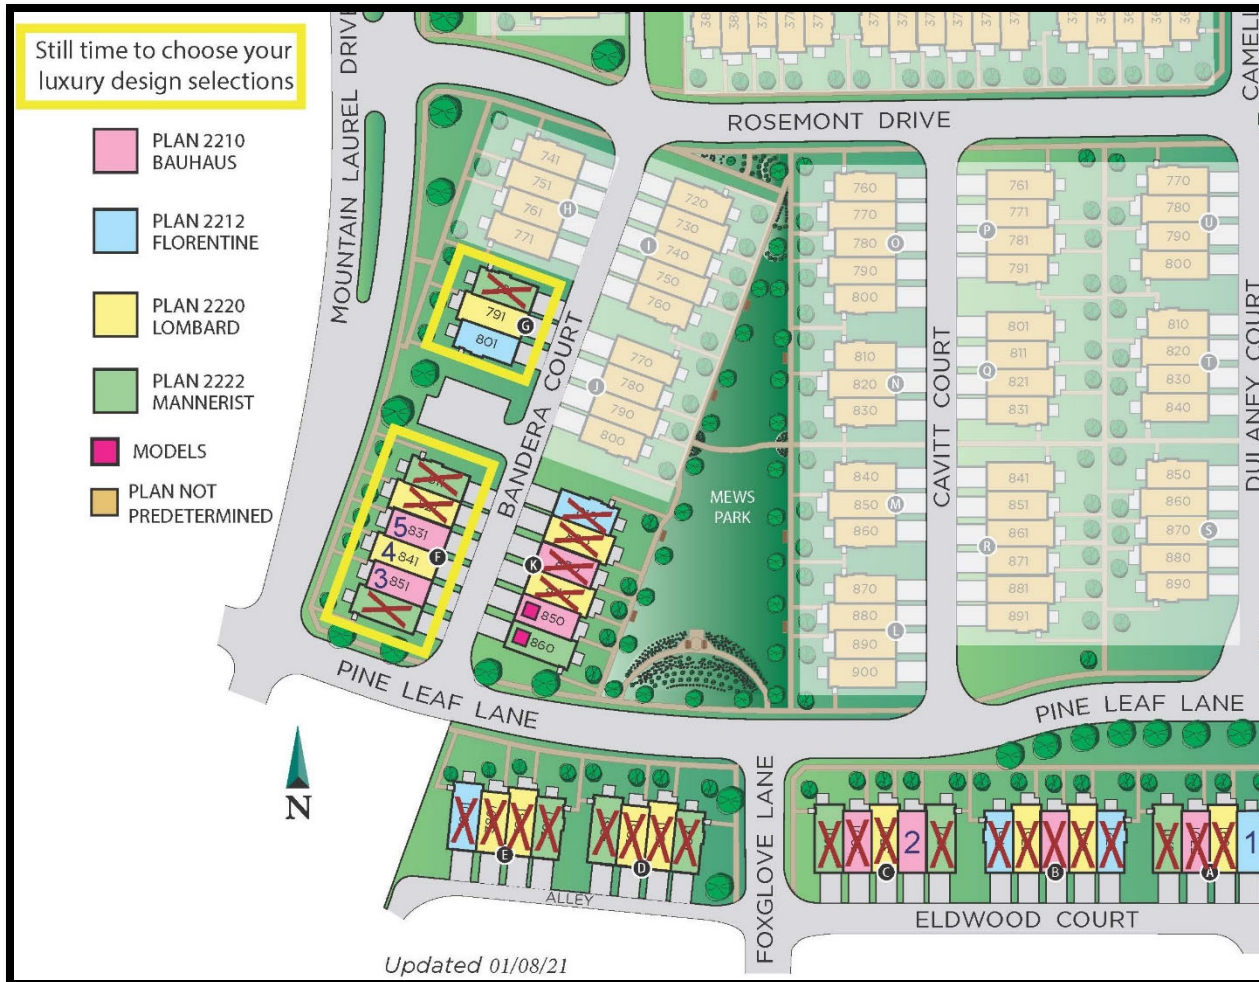 Still time to choose your
luxury design selections
PLAN 2210
BAUHAUS
PLAN 2212
FLORENTINE
PLAN 2220
LOMBARD
PLAN 2222
MANNERIST
MODELS
PLAN NOT
PREDETERMINED
MOUNTAIN LAUREL DRIVE
ROSEMONT DRIVE
BANDERA COURT
CAVITT COURT
DULANEY COURT
PINE LEAF LANE
PINE LEAF LANE
FOXGLOVE LANE
ELDWOOD COURT
ALLEY
MEWS
PARK
741
751
761
771
H
791
801
G
5 831
4 841
3 851
F
720
730
740
750
760
I
770
780
790
800
J
K
850
860
760
770
780
790
800
O
810
820
830
N
840
850
860
M
870
880
890
900
L
761
771
781
791
P
801
811
821
831
Q
841
851
861
871
881
891
R
770
780
790
800
U
810
820
830
840
T
850
860
870
880
890
S
E
D
2
C
B
A
1
N
Updated 01/08/21